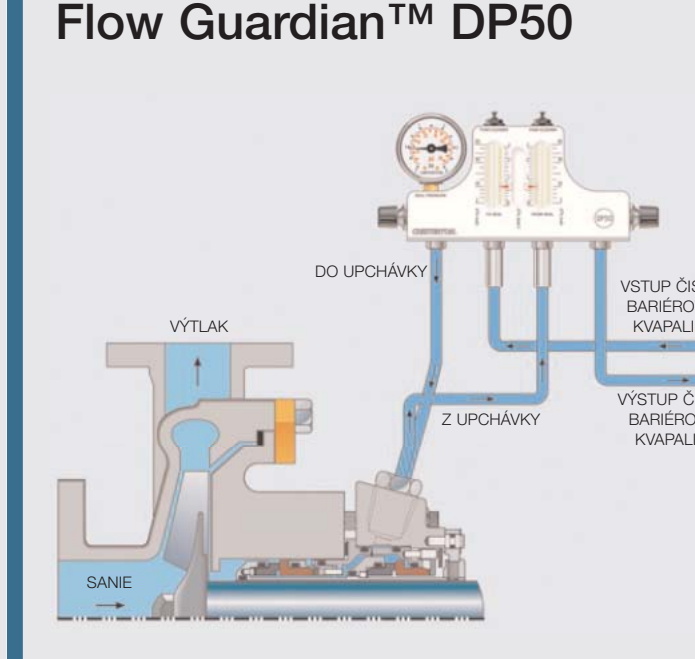 Flow Guardian™ DP50
DO UPCHÁVKY
VSTUP ČIS
BARIÉRO
KVAPALI
VÝTLAK
VÝSTUP Č
BARIÉRO
KVAPALI
Z UPCHÁVKY
SANIE
DP50